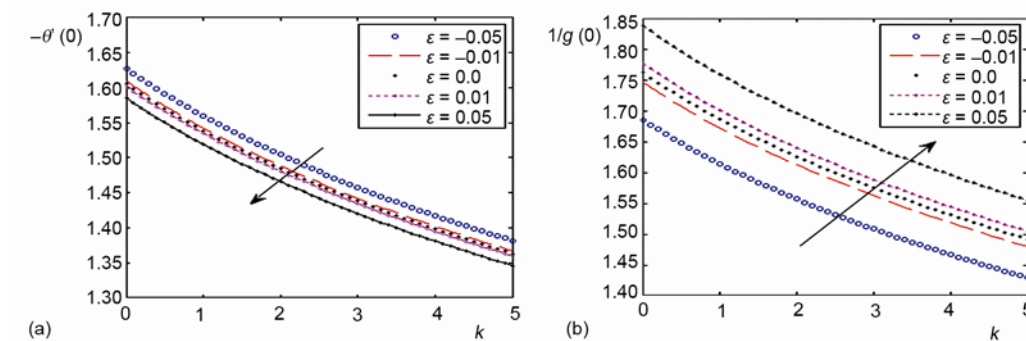 1.70
–θ' (0)
1.65
1.60
1.55
1.50
1.45
1.40
1.35
1.30
0 1 2 3 4 5
k
(a)
ε = –0.05
ε = –0.01
ε = 0.0
ε = 0.01
ε = 0.05
1.85
1/g (0)
1.80
1.75
1.70
1.65
1.60
1.55
1.50
1.45
1.40
0 1 2 3 4 5
k
(b)
ε = –0.05
ε = –0.01
ε = 0.0
ε = 0.01
ε = 0.05